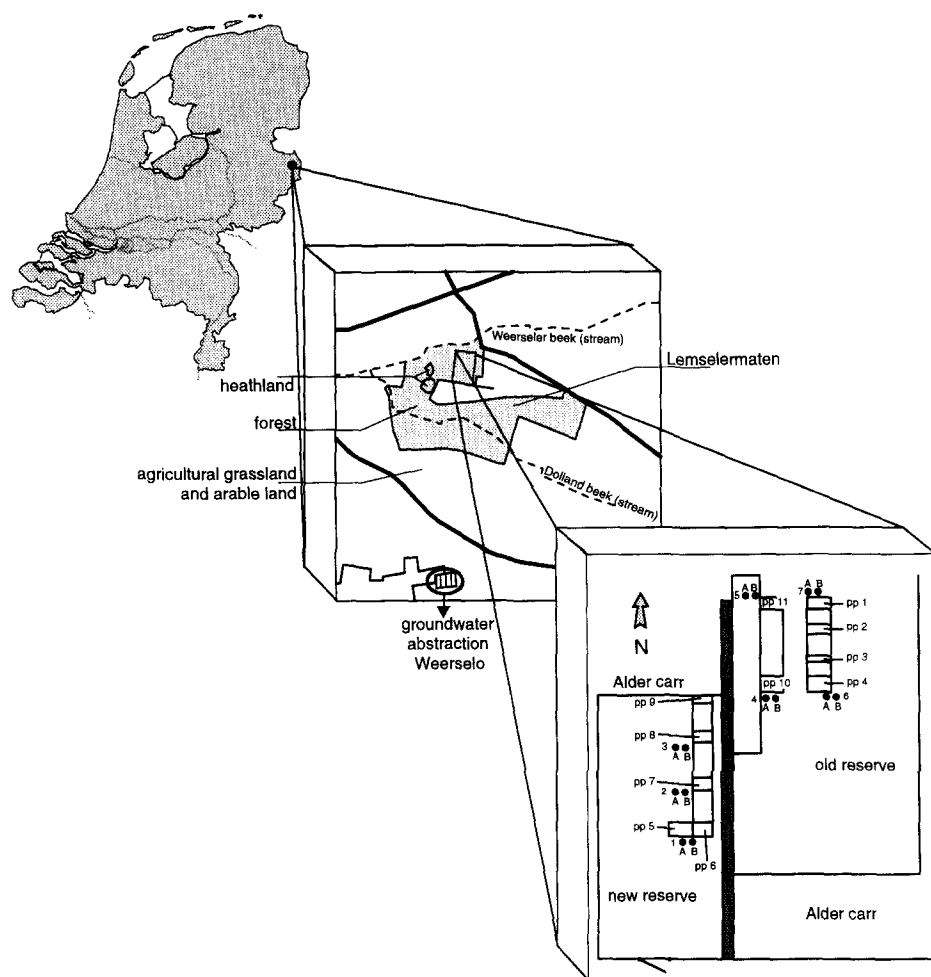 Weerseler beek (stream)
Lemselermaten
heathland
forest
agricultural grassland
and arable land
Dolland beek (stream)
groundwater
abstraction
Weerselo
N
A B
5
pp 11
pp 10
4
A B
A B
7
pp 1
pp 2
pp 3
pp 4
6
A B
Alder carr
pp 9
pp 8
3
A B
pp 7
2
A B
pp 5
1
A B
pp 6
old reserve
new reserve
Alder carr